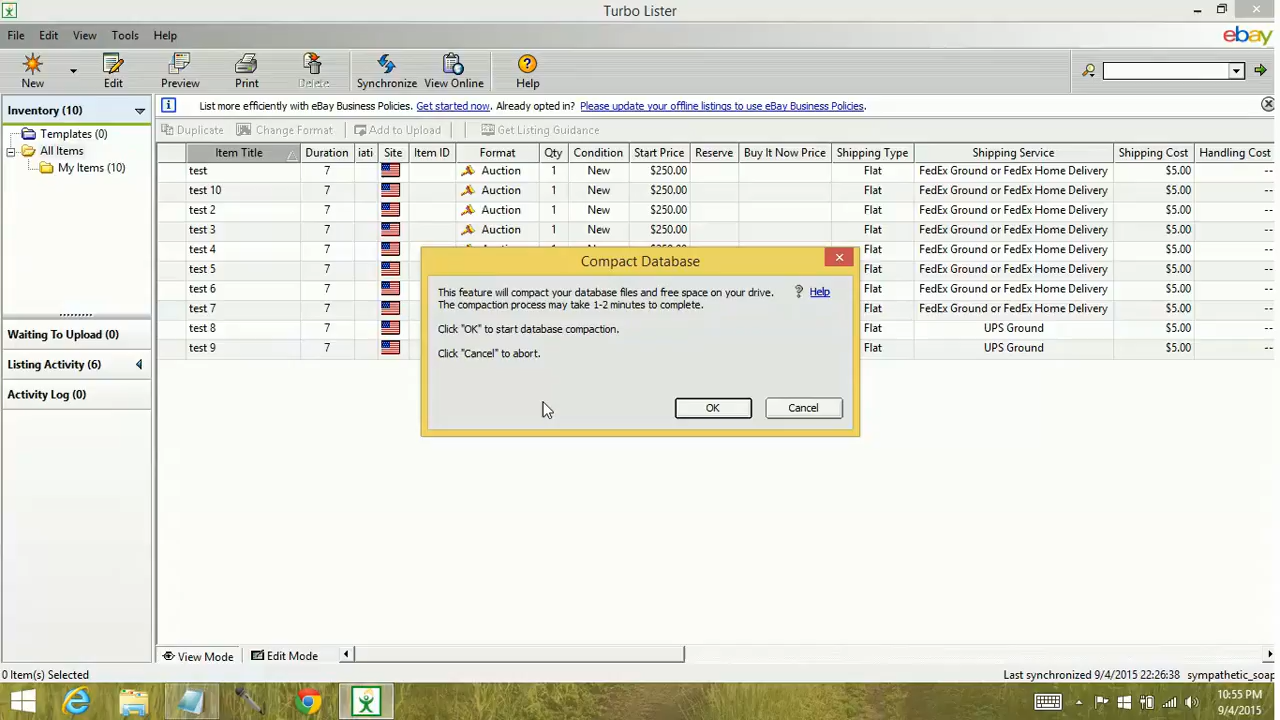 Turbo Lister
File Edit View Tools Help
ebay
New Edit Preview Print Delete Synchronize View Online Help
Inventory (10)
List more efficiently with eBay Business Policies. Get started now. Already opted in? Please update your offline listings to use eBay Business Policies.
Templates (0)
All Items
My Items (10)
Duplicate Change Format Add to Upload Get Listing Guidance
Item Title Duration iati Site Item ID Format Qty Condition Start Price Reserve Buy It Now Price Shipping Type Shipping Service Shipping Cost Handling Cost
test 7 Auction 1 New $250.00 Flat FedEx Ground or FedEx Home Delivery $5.00 --
test 10 7 Auction 1 New $250.00 Flat FedEx Ground or FedEx Home Delivery $5.00 --
test 2 7 Auction 1 New $250.00 Flat FedEx Ground or FedEx Home Delivery $5.00 --
test 3 7 Auction 1 New $250.00 Flat FedEx Ground or FedEx Home Delivery $5.00 --
test 4 7 Flat FedEx Ground or FedEx Home Delivery $5.00 --
test 5 7 Flat FedEx Ground or FedEx Home Delivery $5.00 --
test 6 7 Flat FedEx Ground or FedEx Home Delivery $5.00 --
test 7 7 Flat FedEx Ground or FedEx Home Delivery $5.00 --
test 8 7 Flat UPS Ground $5.00 --
test 9 7 Flat UPS Ground $5.00 --
Compact Database
This feature will compact your database files and free space on your drive.
The compaction process may take 1-2 minutes to complete.
Help
Click "OK" to start database compaction.
Click "Cancel" to abort.
OK Cancel
Waiting To Upload (0)
Listing Activity (6)
Activity Log (0)
View Mode Edit Mode
0 Item(s) Selected
Last synchronized 9/4/2015 22:26:38 sympathetic_soap
10:55 PM
9/4/2015